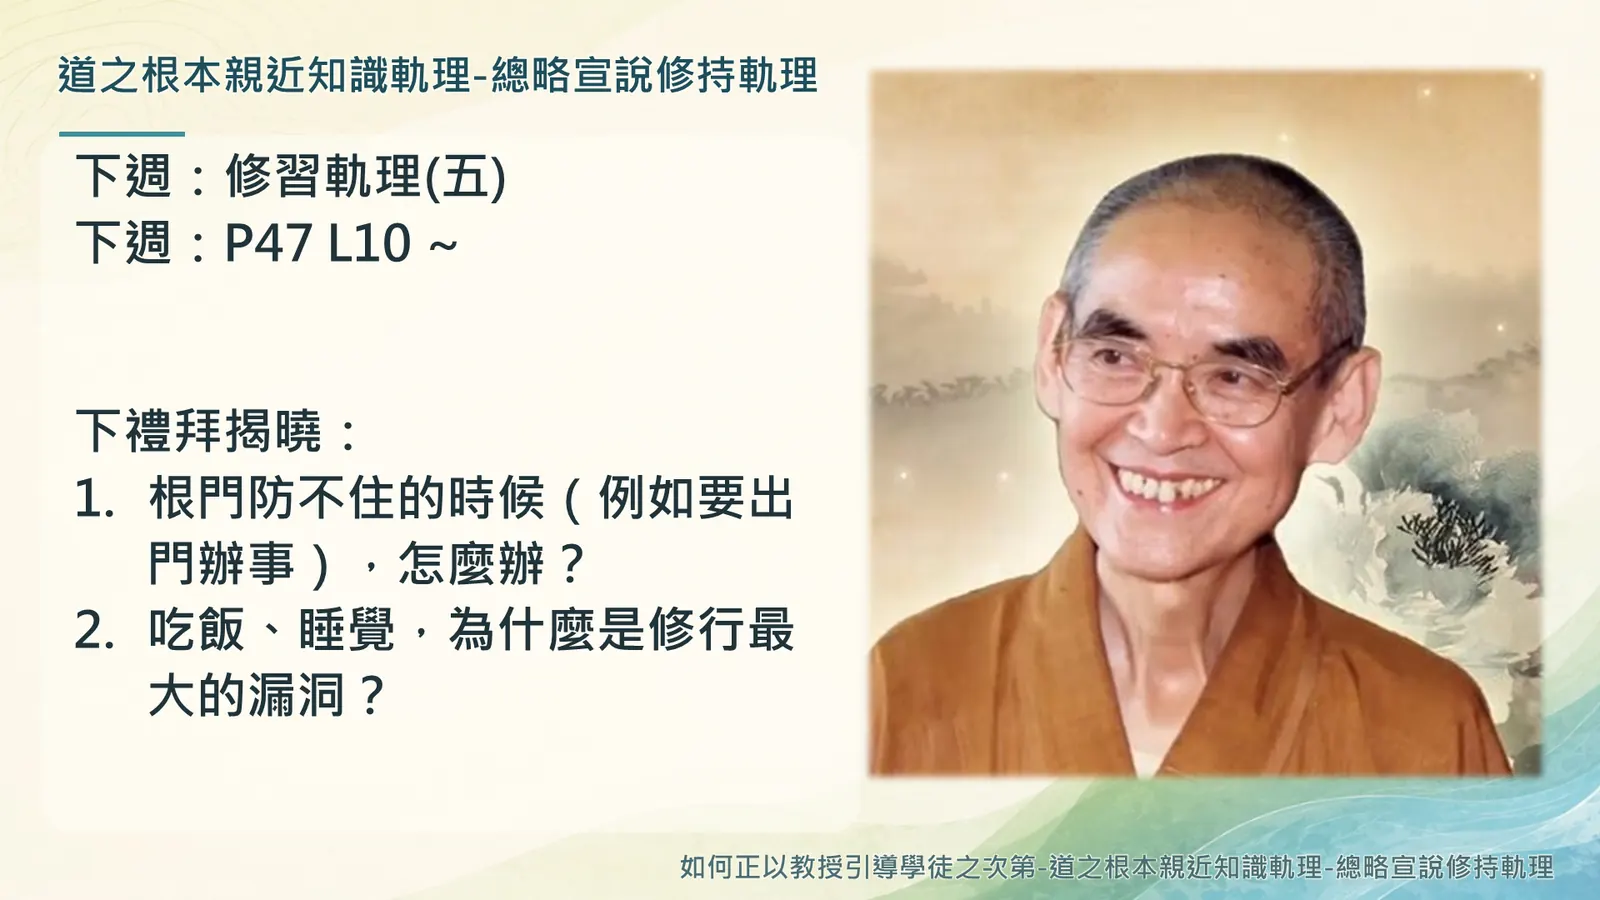 道之根本親近知識軌理-總略宣說修持軌理
下週：修習軌理(五)
下週：P47 L10 ~
下禮拜揭曉：
1. 根門防不住的時候（例如要出
門辦事），怎麼辦？
2. 吃飯、睡覺，為什麼是修行最
大的漏洞？
如何正以教授引導學徒之次第-道之根本親近知識軌理-總略宣說修持軌理